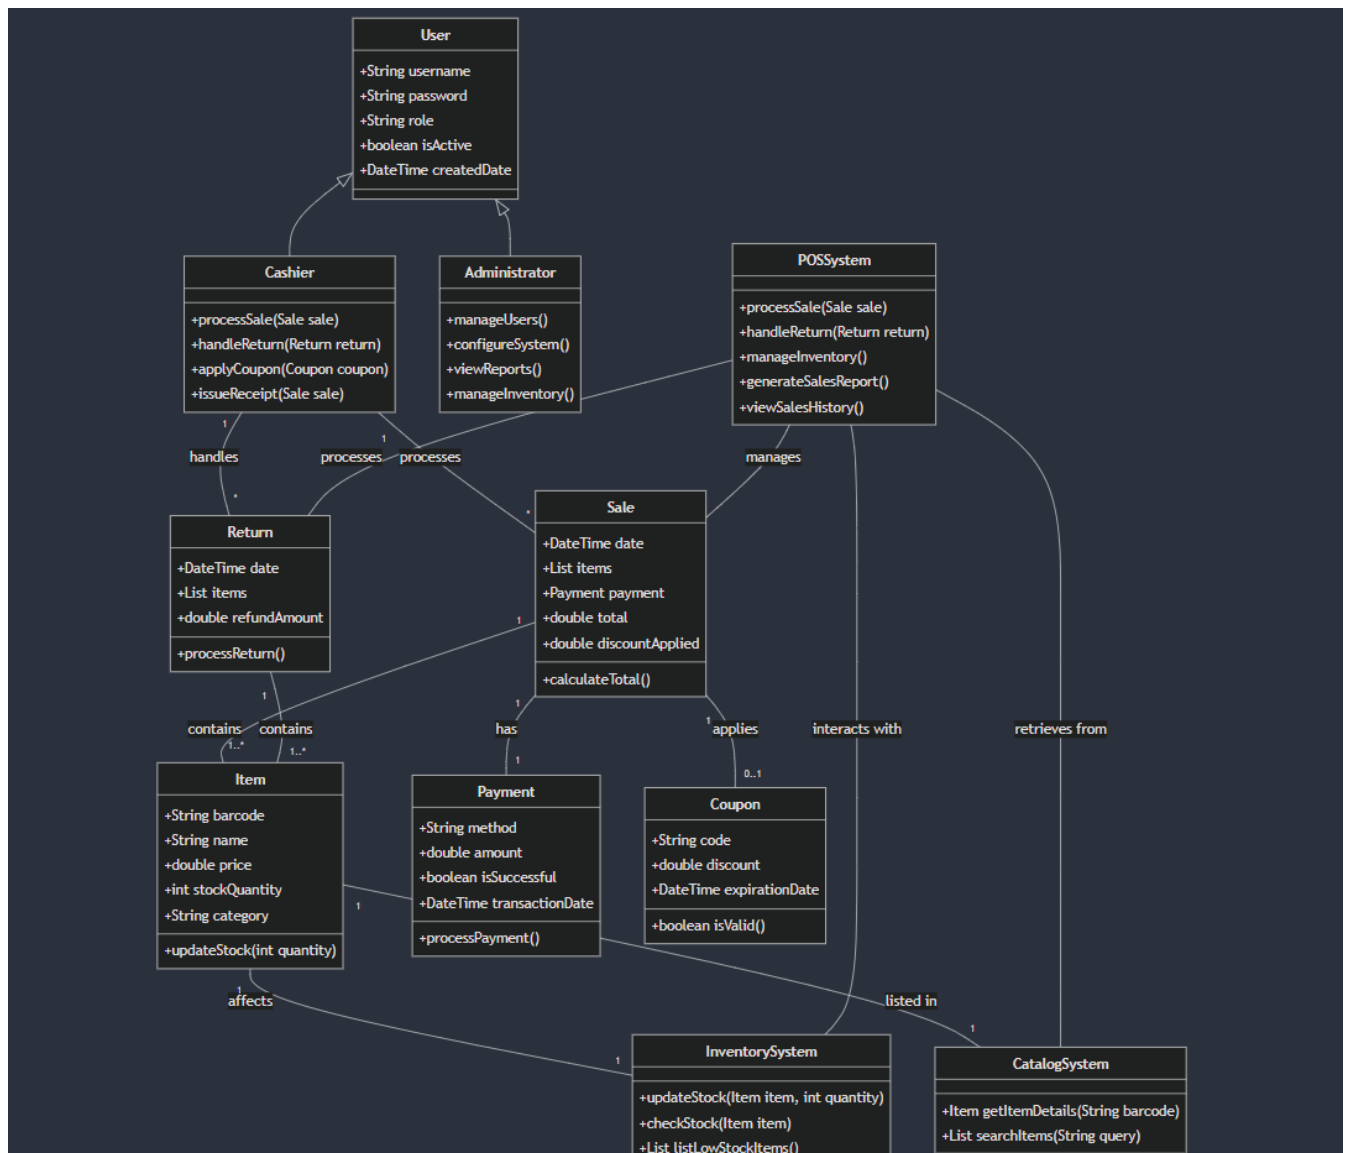 User
+String username
+String password
+String role
+boolean isActive
+DateTime createdDate
Cashier
+processSale(Sale sale)
+handleReturn(Return return)
+applyCoupon(Coupon coupon)
+issueReceipt(Sale sale)
Administrator
+manageUsers()
+configureSystem()
+viewReports()
+manageInventory()
POSSystem
+processSale(Sale sale)
+handleReturn(Return return)
+manageInventory()
+generateSalesReport()
+viewSalesHistory()
1
1
handles
processes
processes
manages
*
*
Return
+DateTime date
+List items
+double refundAmount
+processReturn()
Sale
+DateTime date
+List items
+Payment payment
+double total
+double discountApplied
+calculateTotal()
1
1
1
1
contains
contains
has
applies
interacts with
retrieves from
1..*
1..*
1
0..1
Item
+String barcode
+String name
+double price
+int stockQuantity
+String category
+updateStock(int quantity)
Payment
+String method
+double amount
+boolean isSuccessful
+DateTime transactionDate
+processPayment()
Coupon
+String code
+double discount
+DateTime expirationDate
+boolean isValid()
1
1
affects
listed in
1
1
InventorySystem
+updateStock(Item item, int quantity)
+checkStock(Item item)
+List listLowStockItems()
CatalogSystem
+Item getItemDetails(String barcode)
+List searchItems(String query)